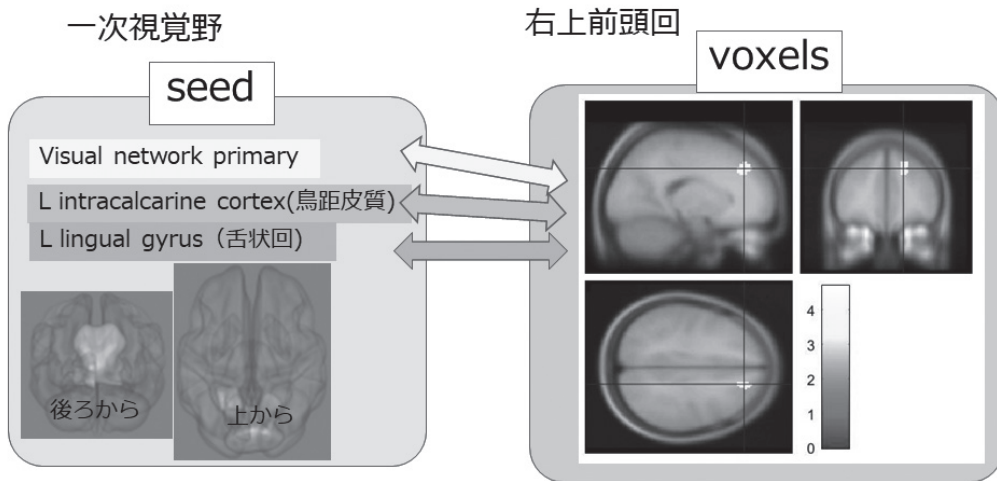 一次視覚野
右上前頭回
seed
voxels
Visual network primary
L intracalcarine cortex(鳥距皮質)
L lingual gyrus（舌状回)
後ろから
上から
4
3
2
1
0